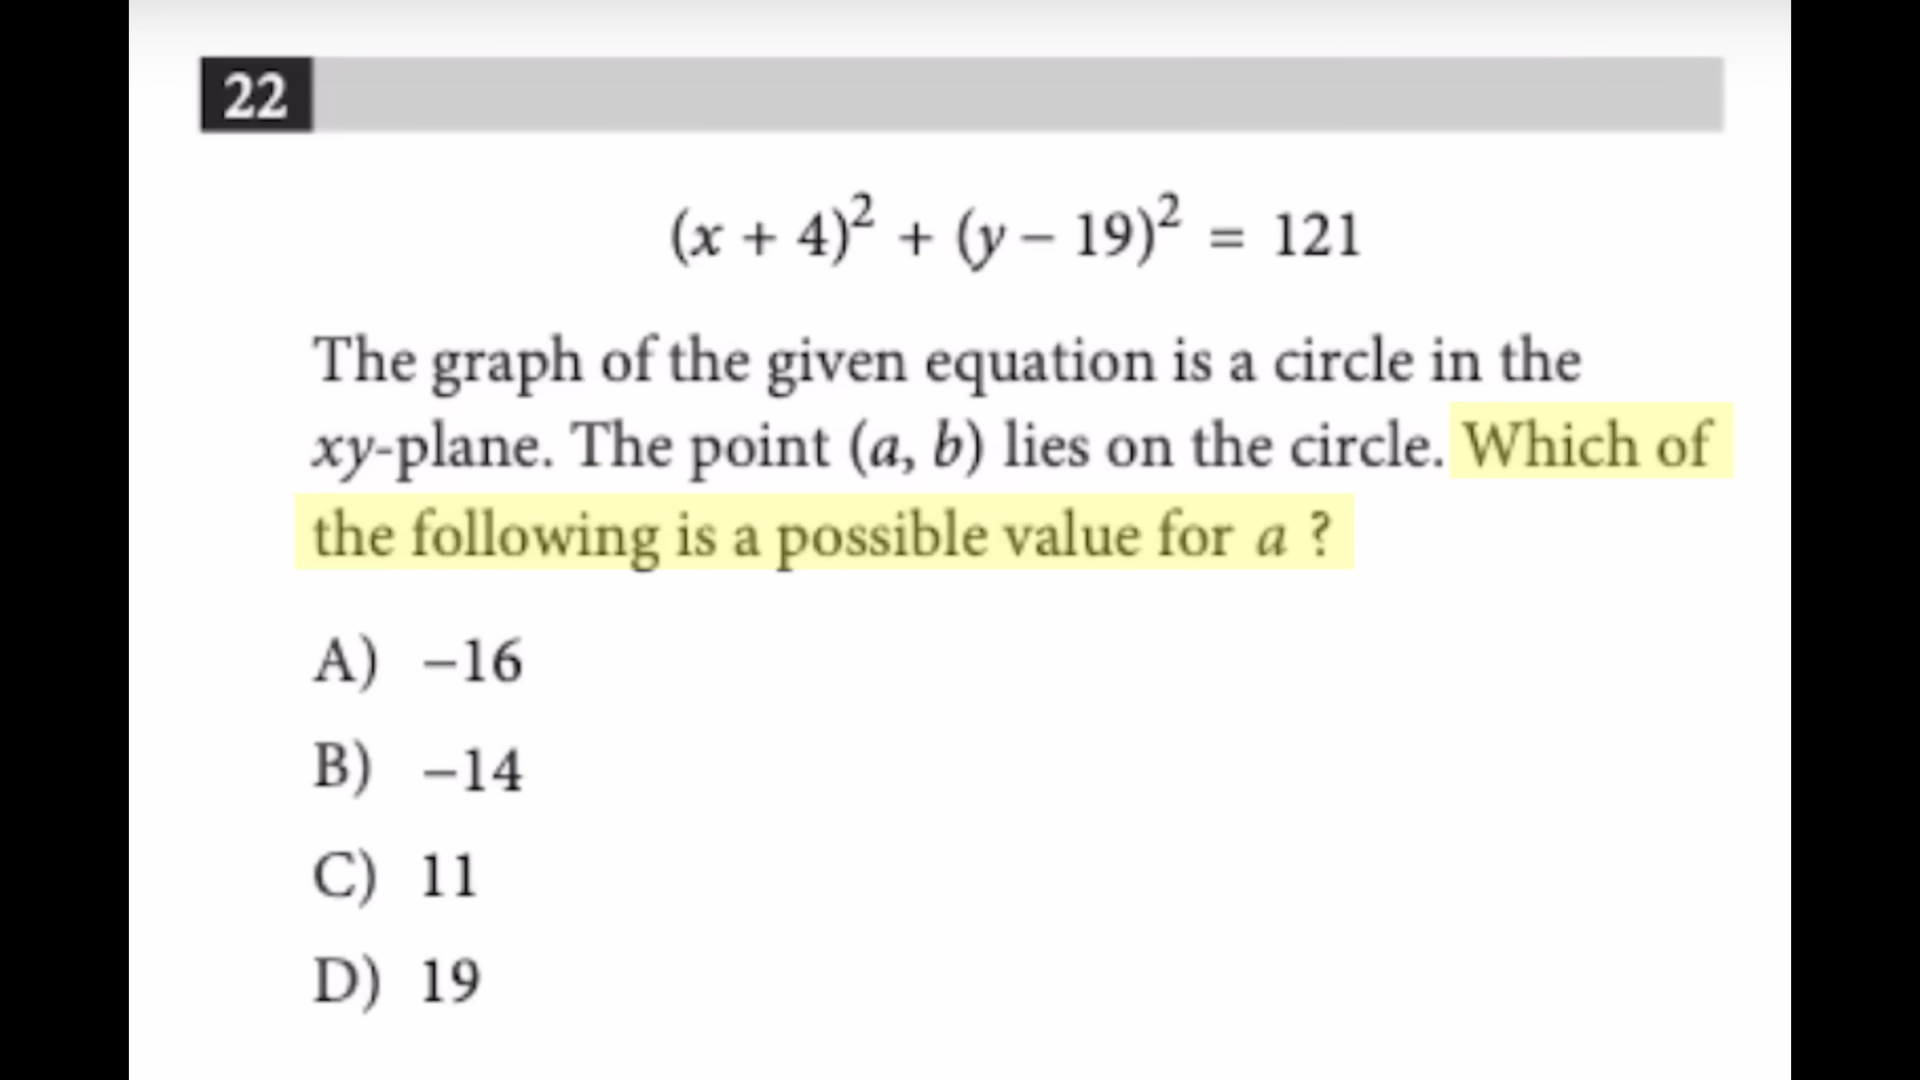 22
(x + 4)² + (y – 19)² = 121
The graph of the given equation is a circle in the
xy-plane. The point (a, b) lies on the circle. Which of
the following is a possible value for a ?
A) –16
B) –14
C) 11
D) 19